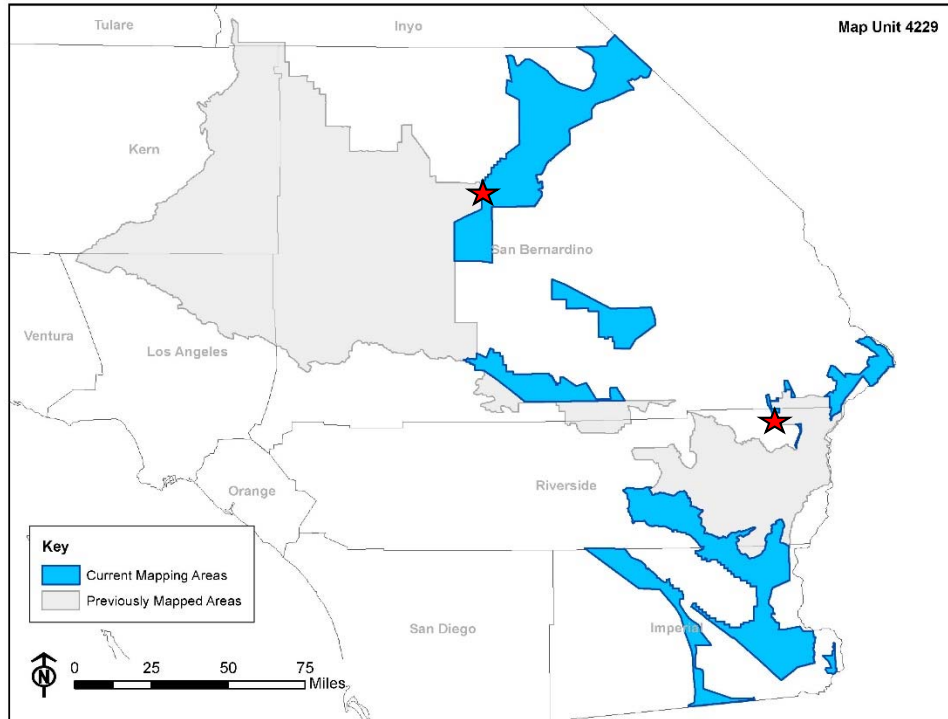 Tulare
Inyo
Map Unit 4229
Kern
San Bernardino
Ventura
Los Angeles
Orange
Riverside
Key
Current Mapping Areas
Previously Mapped Areas
San Diego
Imperial
N
0 25 50 75
Miles